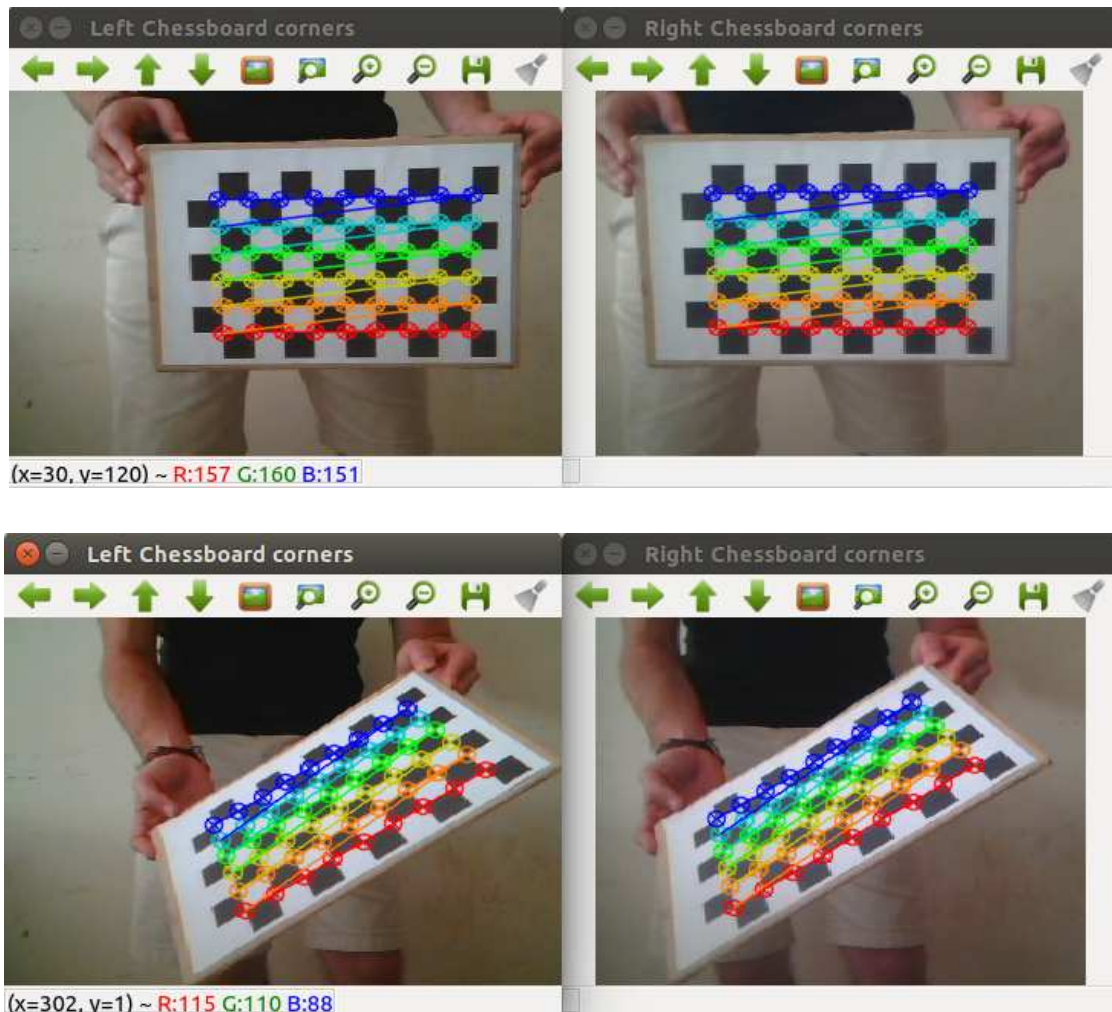 Left Chessboard corners
Right Chessboard corners
(x=30, y=120) ~ R:157 G:160 B:151
Left Chessboard corners
Right Chessboard corners
(x=302, y=1) ~ R:115 G:110 B:88